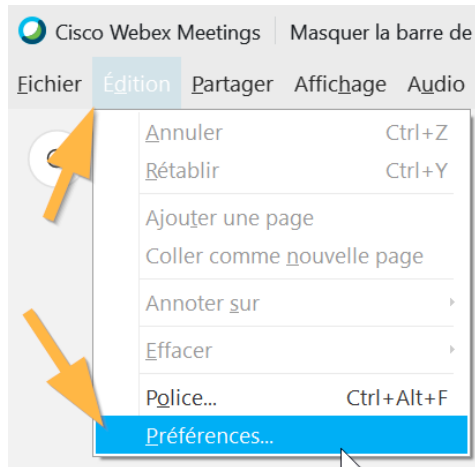 Cisco Webex Meetings Masquer la barre de
Fichier Édition Partager Affichage Audio
Annuler Ctrl+Z
Rétablir Ctrl+Y
Ajouter une page
Coller comme nouvelle page
Annoter sur
Effacer
Police... Ctrl+Alt+F
Préférences...